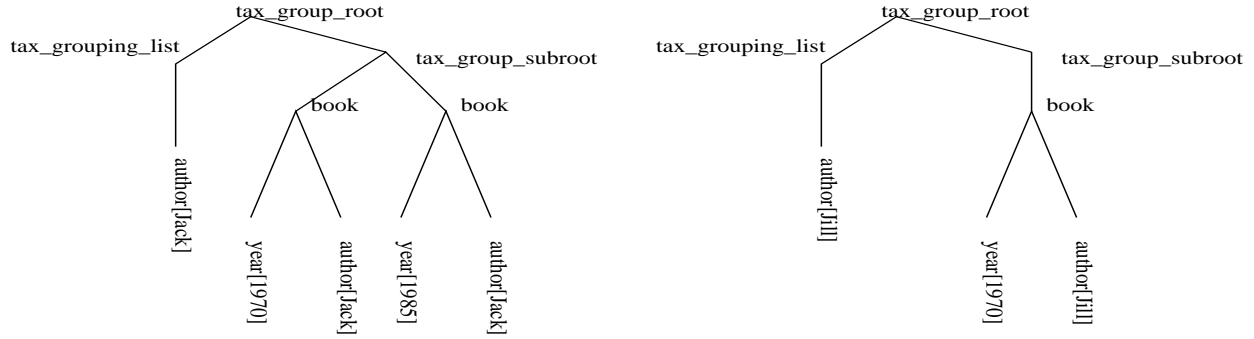 tax_group_root
tax_grouping_list
tax_group_subroot
book
book
author[Jack]
year[1970]
author[Jack]
year[1985]
author[Jack]
tax_group_root
tax_grouping_list
tax_group_subroot
book
author[Jill]
year[1970]
author[Jill]